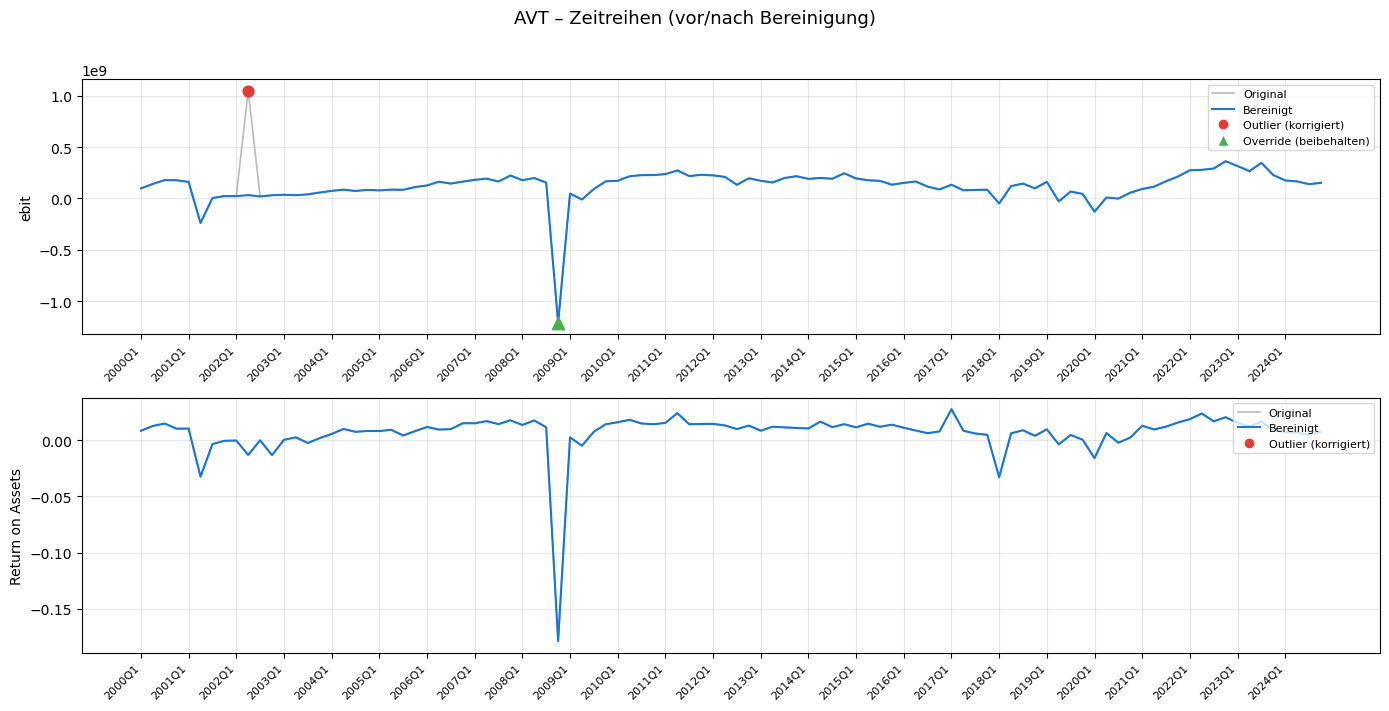 AVT – Zeitreihen (vor/nach Bereinigung)
1e9
1.0
0.5
0.0
−0.5
−1.0
ebit
Original
Bereinigt
Outlier (korrigiert)
Override (beibehalten)
2000Q1
2001Q1
2002Q1
2003Q1
2004Q1
2005Q1
2006Q1
2007Q1
2008Q1
2009Q1
2010Q1
2011Q1
2012Q1
2013Q1
2014Q1
2015Q1
2016Q1
2017Q1
2018Q1
2019Q1
2020Q1
2021Q1
2022Q1
2023Q1
2024Q1
0.00
−0.05
−0.10
−0.15
Return on Assets
Original
Bereinigt
Outlier (korrigiert)
2000Q1
2001Q1
2002Q1
2003Q1
2004Q1
2005Q1
2006Q1
2007Q1
2008Q1
2009Q1
2010Q1
2011Q1
2012Q1
2013Q1
2014Q1
2015Q1
2016Q1
2017Q1
2018Q1
2019Q1
2020Q1
2021Q1
2022Q1
2023Q1
2024Q1